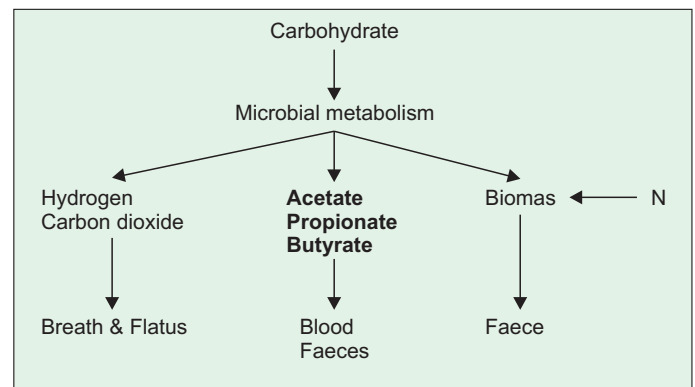 Carbohydrate
Microbial metabolism
Hydrogen
Carbon dioxide
Acetate
Propionate
Butyrate
Biomas
N
Breath & Flatus
Blood
Faeces
Faece